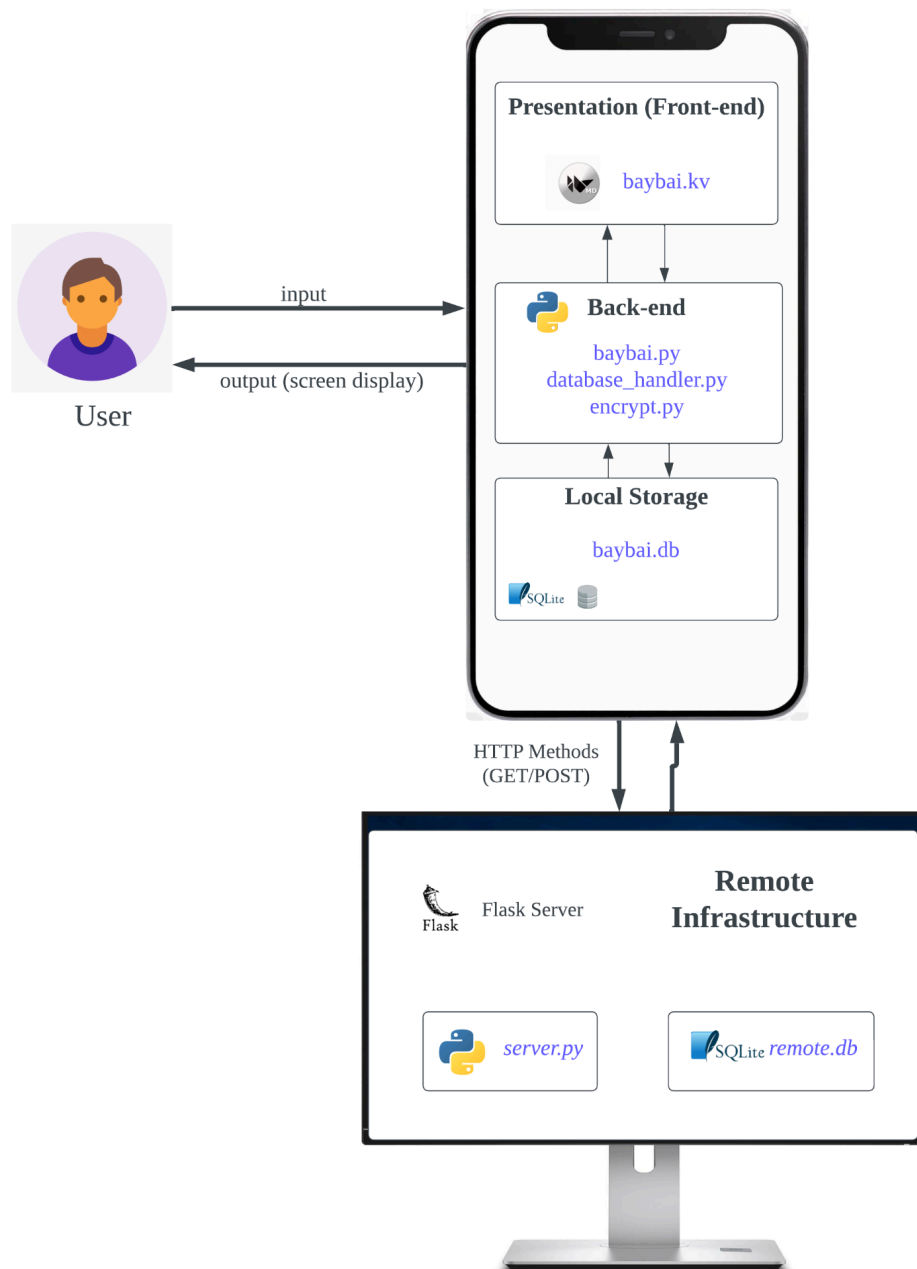 Presentation (Front-end)
MD
baybai.kv
input
output (screen display)
User
Back-end
baybai.py
database_handler.py
encrypt.py
Local Storage
baybai.db
SQLite
HTTP Methods
(GET/POST)
Remote
Infrastructure
Flask
Flask Server
server.py
SQLite remote.db